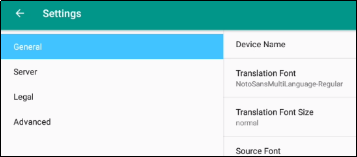 Settings
General
Server
Legal
Advanced
Device Name
Translation Font
NotoSansMultiLanguage-Regular
Translation Font Size
normal
Source Font